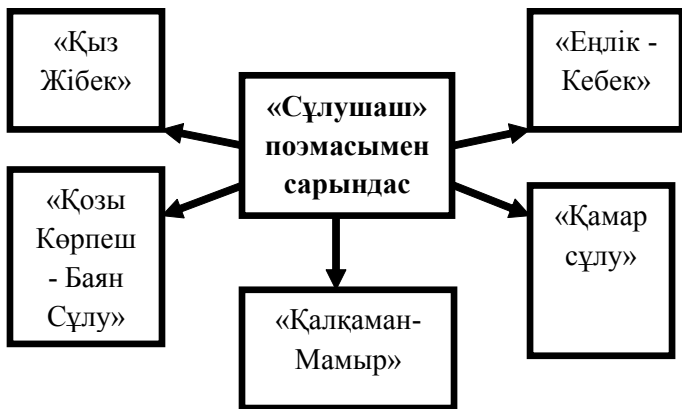 «Қыз
Жібек»
«Еңлік -
Кебек»
«Сұлушаш»
поэмасымен
сарындас
«Қозы
Көрпеш
- Баян
Сұлу»
«Қамар
сұлу»
«Қалқаман-
Мамыр»